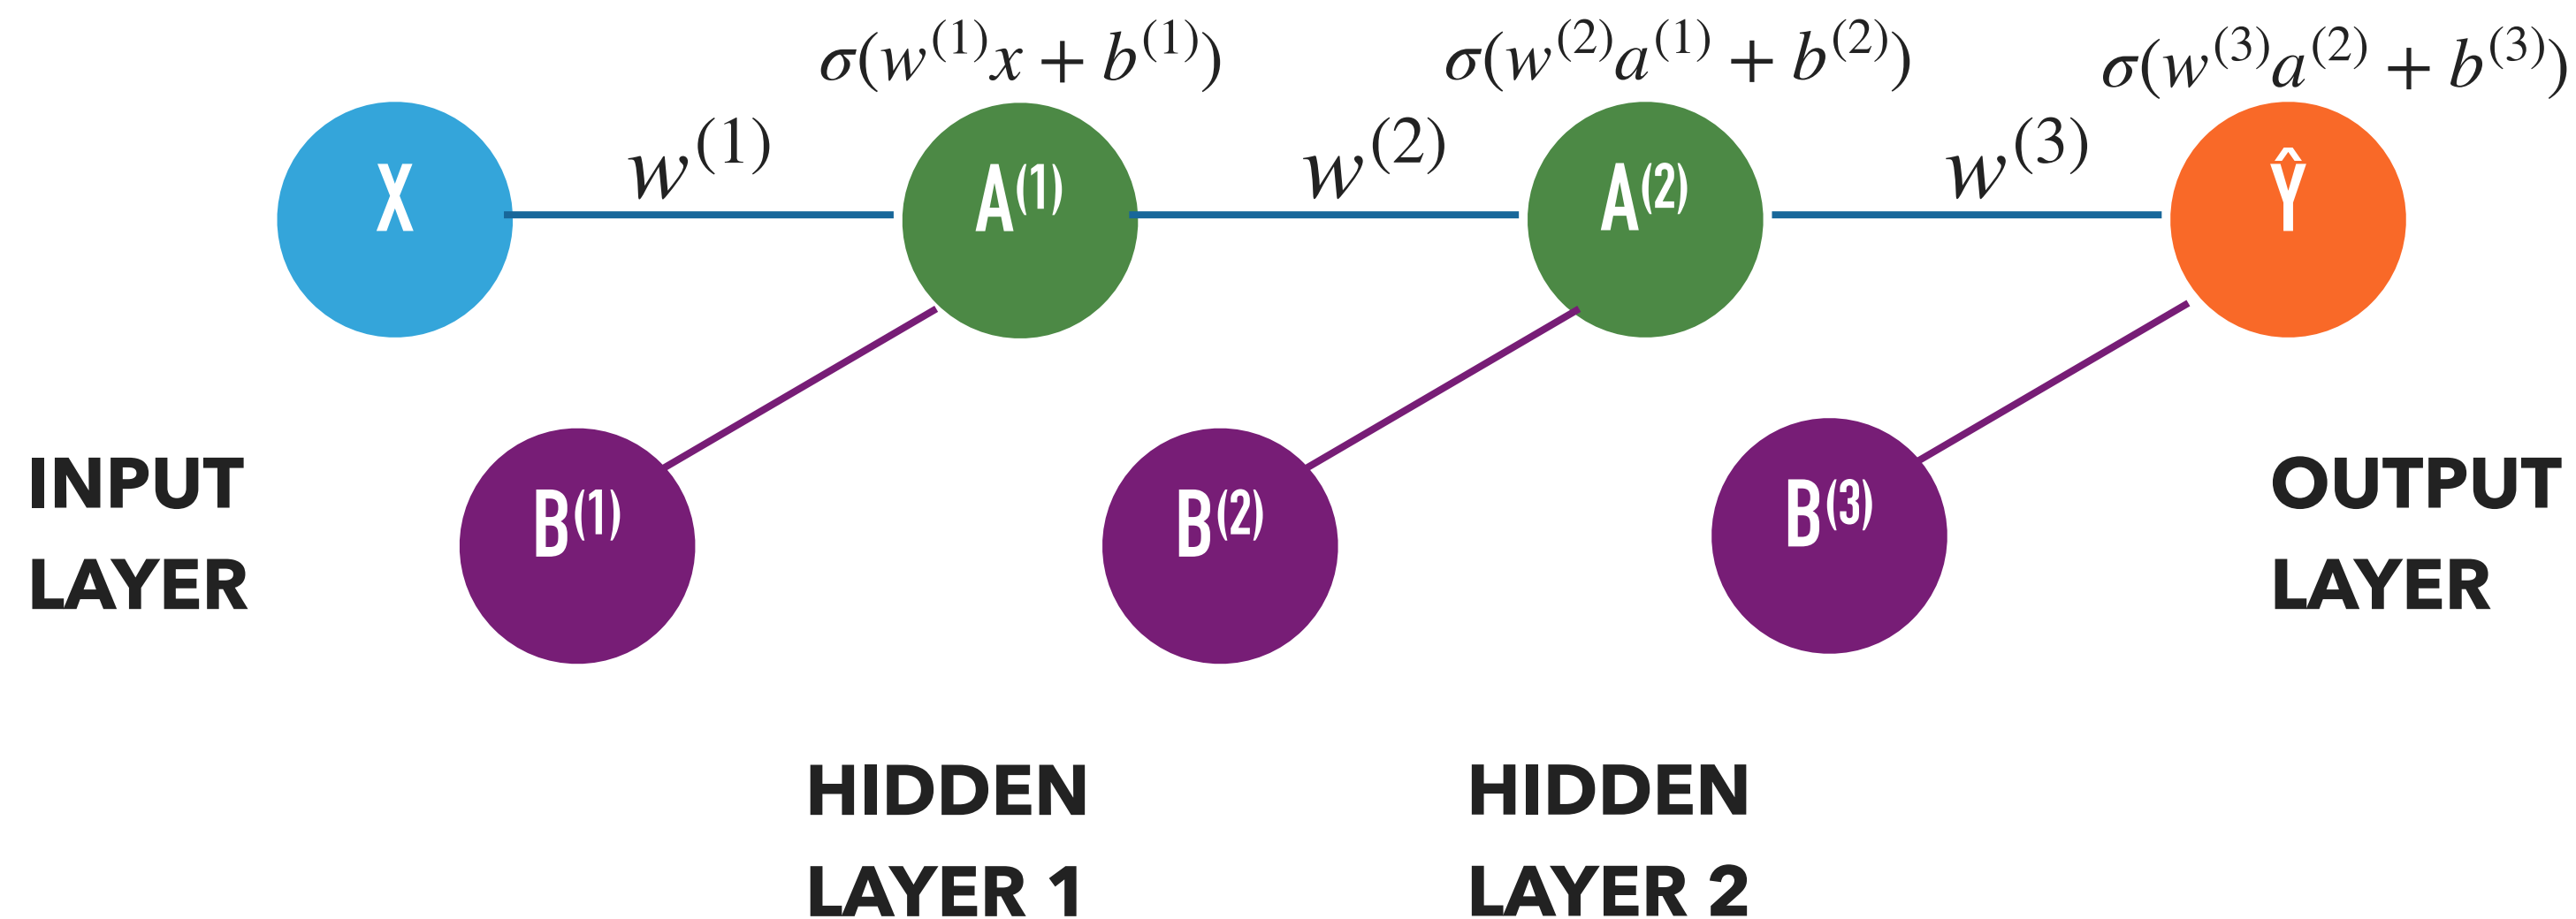 σ(w⁽¹⁾x + b⁽¹⁾)
σ(w⁽²⁾a⁽¹⁾ + b⁽²⁾)
σ(w⁽³⁾a⁽²⁾ + b⁽³⁾)
w⁽¹⁾
w⁽²⁾
w⁽³⁾
X
A⁽¹⁾
A⁽²⁾
Ŷ
INPUT
LAYER
B⁽¹⁾
B⁽²⁾
B⁽³⁾
OUTPUT
LAYER
HIDDEN
LAYER 1
HIDDEN
LAYER 2